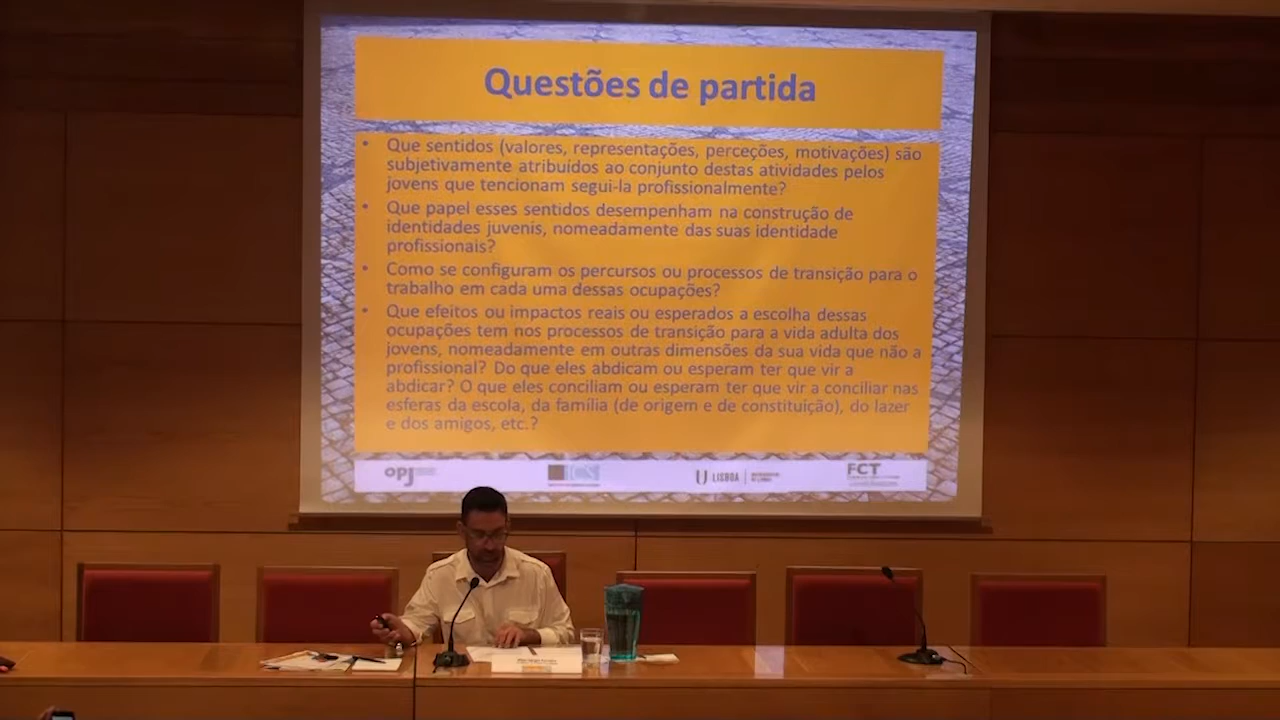 Questões de partida
• Que sentidos (valores, representações, perceções, motivações) são
subjetivamente atribuídos ao conjunto destas atividades pelos
jovens que tencionam segui-la profissionalmente?
• Que papel esses sentidos desempenham na construção de
identidades juvenis, nomeadamente das suas identidade
profissionais?
• Como se configuram os percursos ou processos de transição para o
trabalho em cada uma dessas ocupações?
• Que efeitos ou impactos reais ou esperados a escolha dessas
ocupações tem nos processos de transição para a vida adulta dos
jovens, nomeadamente em outras dimensões da sua vida que não a
profissional? Do que eles abdicam ou esperam ter que vir a
abdicar? O que eles conciliam ou esperam ter que vir a conciliar nas
esferas da escola, da família (de origem e de constituição), do lazer
e dos amigos, etc.?
OPJ
ICS
U LISBOA
FCT